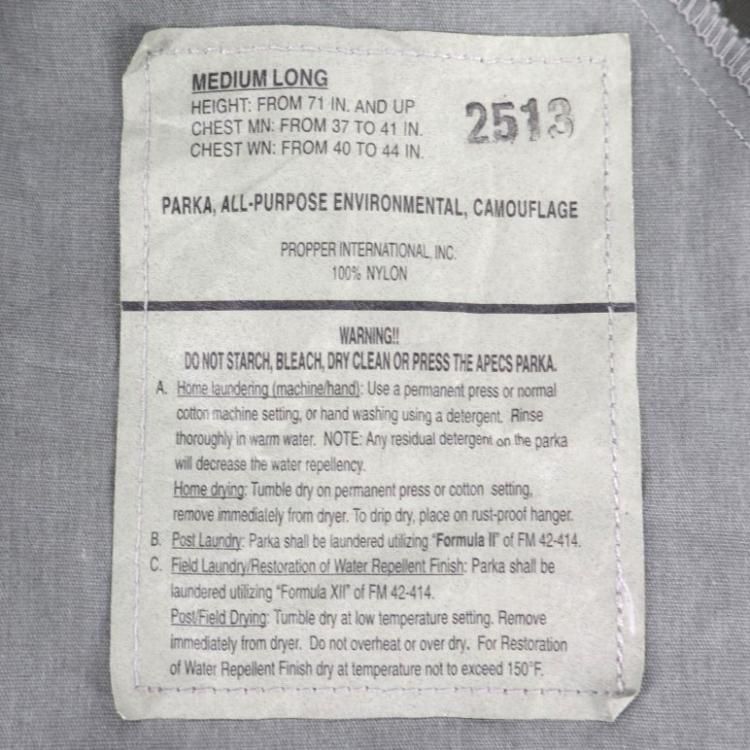 MEDIUM LONG
HEIGHT: FROM 71 IN. AND UP
CHEST MN: FROM 37 TO 41 IN.
CHEST WN: FROM 40 TO 44 IN.
2513
PARKA, ALL-PURPOSE ENVIRONMENTAL, CAMOUFLAGE
PROPPER INTERNATIONAL, INC.
100% NYLON
WARNING!!
DO NOT STARCH, BLEACH, DRY CLEAN OR PRESS THE APECS PARKA.
A. Home laundering (machine/hand): Use a permanent press or normal
cotton machine setting, or hand washing using a detergent. Rinse
thoroughly in warm water. NOTE: Any residual detergent on the parka
will decrease the water repellency.
Home drying: Tumble dry on permanent press or cotton setting,
remove immediately from dryer. To drip dry, place on rust-proof hanger.
B. Post Laundry: Parka shall be laundered utilizing "Formula II" of FM 42-414.
C. Field Laundry/Restoration of Water Repellent Finish: Parka shall be
laundered utilizing "Formula XII" of FM 42-414.
Post/Field Drying: Tumble dry at low temperature setting. Remove
immediately from dryer. Do not overheat or over dry. For Restoration
of Water Repellent Finish dry at temperature not to exceed 150°F.